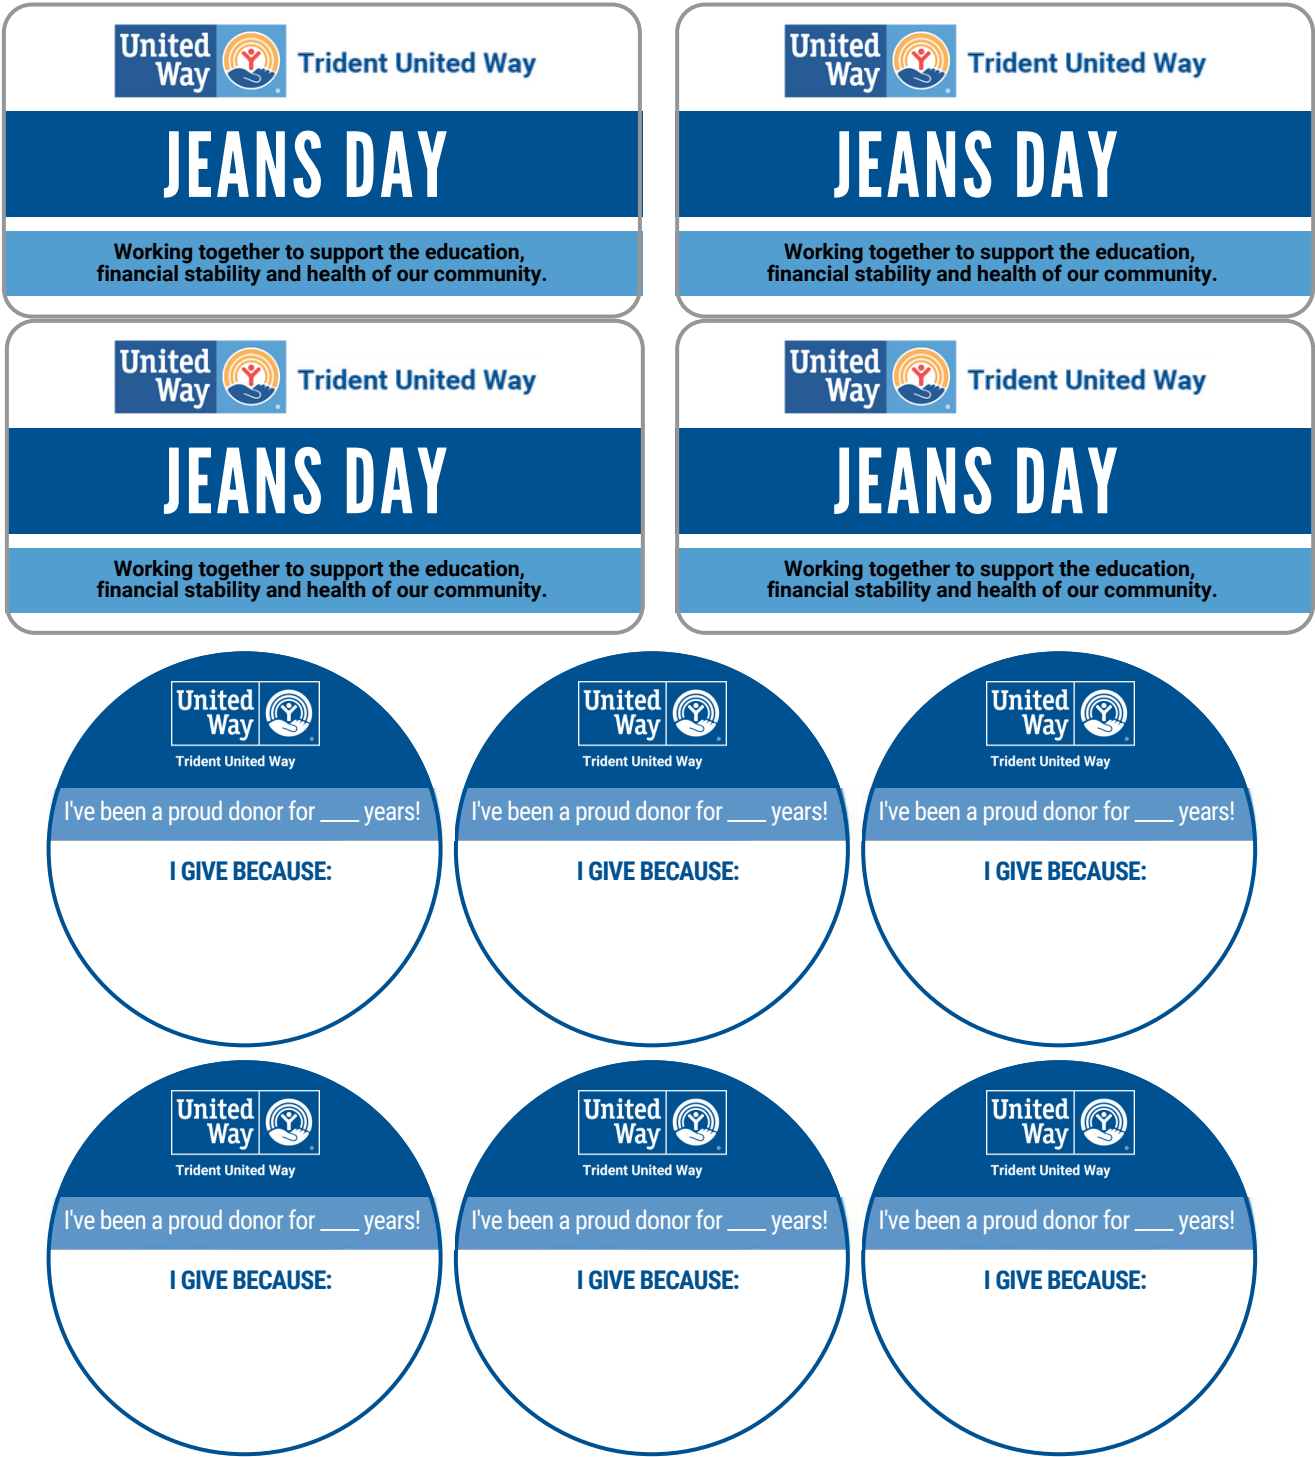 United Way Trident United Way
JEANS DAY
Working together to support the education,
financial stability and health of our community.
United Way Trident United Way
JEANS DAY
Working together to support the education,
financial stability and health of our community.
United Way Trident United Way
JEANS DAY
Working together to support the education,
financial stability and health of our community.
United Way Trident United Way
JEANS DAY
Working together to support the education,
financial stability and health of our community.
United
Way
Trident United Way
I've been a proud donor for ____ years!
I GIVE BECAUSE:
United
Way
Trident United Way
I've been a proud donor for ____ years!
I GIVE BECAUSE:
United
Way
Trident United Way
I've been a proud donor for ____ years!
I GIVE BECAUSE:
United
Way
Trident United Way
I've been a proud donor for ____ years!
I GIVE BECAUSE:
United
Way
Trident United Way
I've been a proud donor for ____ years!
I GIVE BECAUSE:
United
Way
Trident United Way
I've been a proud donor for ____ years!
I GIVE BECAUSE: